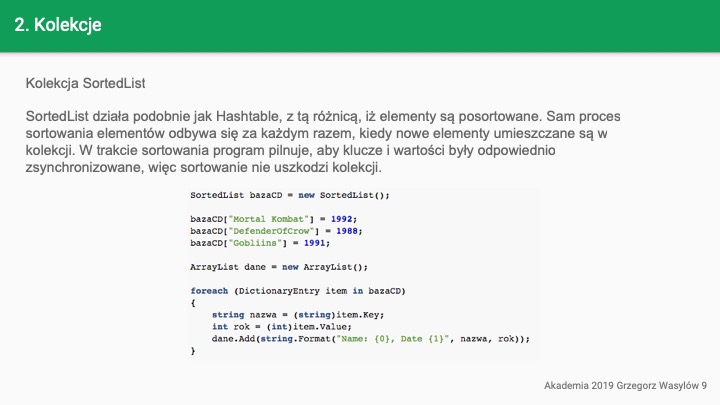 2. Kolekcje
Kolekcja SortedList
SortedList działa podobnie jak Hashtable, z tą różnicą, iż elementy są posortowane. Sam proces
sortowania elementów odbywa się za każdym razem, kiedy nowe elementy umieszczane są w
kolekcji. W trakcie sortowania program pilnuje, aby klucze i wartości były odpowiednio
zsynchronizowane, więc sortowanie nie uszkodzi kolekcji.
SortedList bazaCD = new SortedList();
bazaCD["Mortal Kombat"] = 1992;
bazaCD["DefenderOfCrow"] = 1988;
bazaCD["Gobliins"] = 1991;
ArrayList dane = new ArrayList();
foreach (DictionaryEntry item in bazaCD)
{
    string nazwa = (string)item.Key;
    int rok = (int)item.Value;
    dane.Add(string.Format("Name: {0}, Date {1}", nazwa, rok));
}
Akademia 2019 Grzegorz Wasylów 9